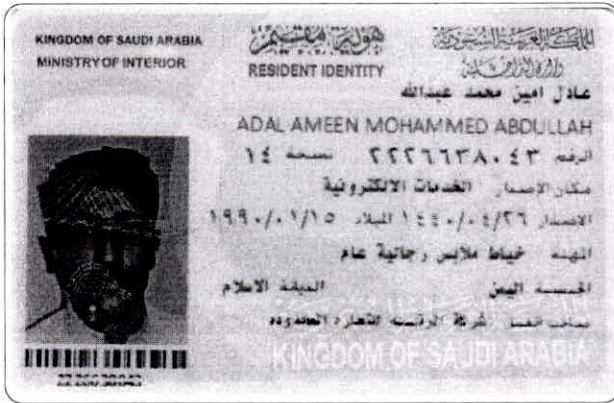 KINGDOM OF SAUDI ARABIA
MINISTRY OF INTERIOR
هوية مقيم
RESIDENT IDENTITY
المملكة العربية السعودية
وزارة الداخلية
عادل امين محمد عبدالله
ADAL AMEEN MOHAMMED ABDULLAH
الرقم ٢٢٢٦٦٣٨٠٤٣ نسخة ١٤
مكان الاصدار الخدمات الالكترونية
الاصدار ١٤٤٠/٠٤/٢٦ الميلاد ١٩٩٠/٠١/١٥
المهنة خياط ملابس رجالية عام
الجنسية اليمن الديانة الاسلام
صاحب العمل شركة المحدوده
KINGDOM OF SAUDI ARABIA
2226638043